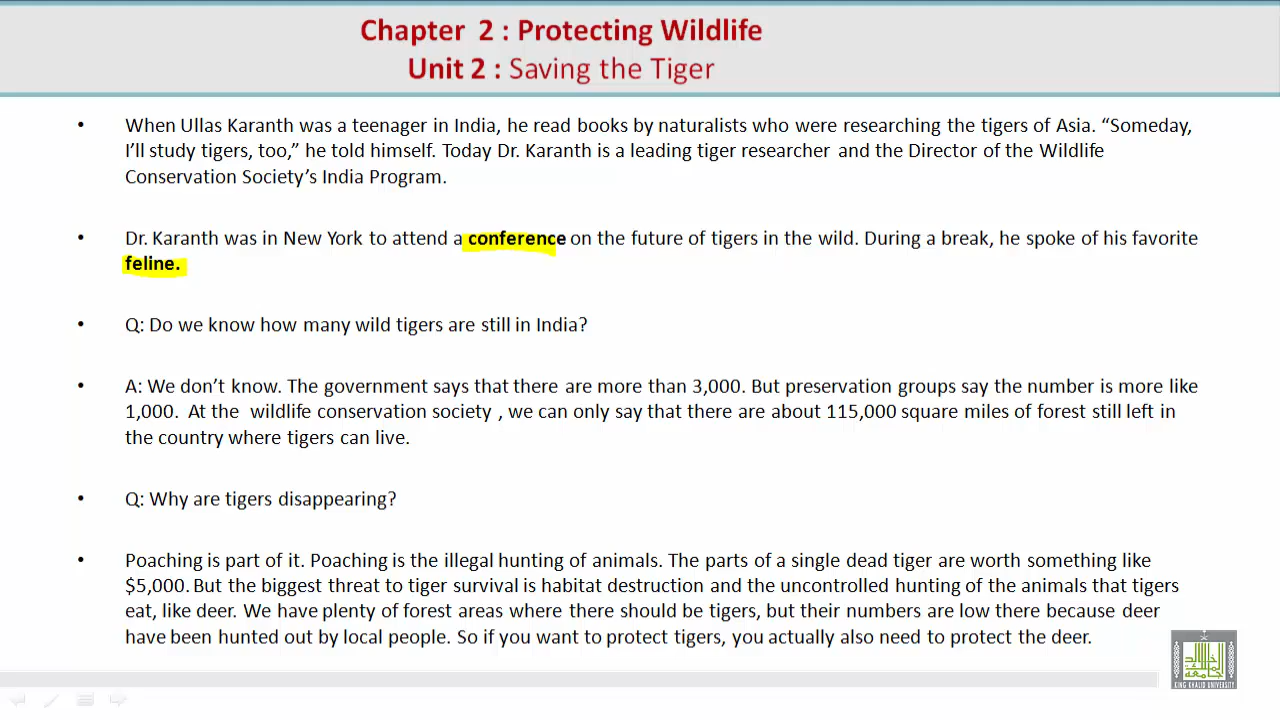 Chapter 2 : Protecting Wildlife
Unit 2 : Saving the Tiger
• When Ullas Karanth was a teenager in India, he read books by naturalists who were researching the tigers of Asia. “Someday,
I’ll study tigers, too,” he told himself. Today Dr. Karanth is a leading tiger researcher and the Director of the Wildlife
Conservation Society’s India Program.
• Dr. Karanth was in New York to attend a conference on the future of tigers in the wild. During a break, he spoke of his favorite
feline.
• Q: Do we know how many wild tigers are still in India?
• A: We don’t know. The government says that there are more than 3,000. But preservation groups say the number is more like
1,000. At the wildlife conservation society , we can only say that there are about 115,000 square miles of forest still left in
the country where tigers can live.
• Q: Why are tigers disappearing?
• Poaching is part of it. Poaching is the illegal hunting of animals. The parts of a single dead tiger are worth something like
$5,000. But the biggest threat to tiger survival is habitat destruction and the uncontrolled hunting of the animals that tigers
eat, like deer. We have plenty of forest areas where there should be tigers, but their numbers are low there because deer
have been hunted out by local people. So if you want to protect tigers, you actually also need to protect the deer.
جامعة الملك خالد
KING KHALID UNIVERSITY